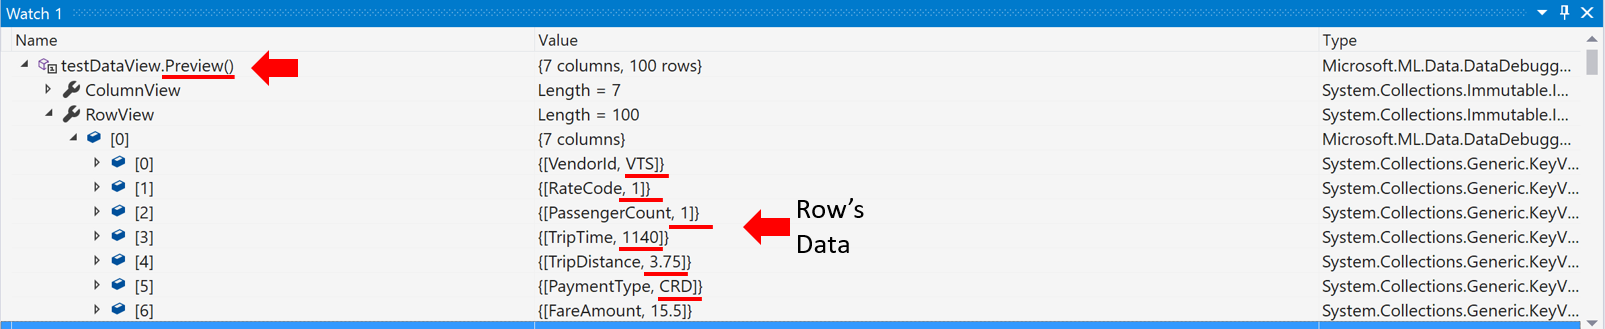 Watch 1
Name Value Type
testDataView.Preview() {7 columns, 100 rows} Microsoft.ML.Data.DataDebugg...
ColumnView Length = 7 System.Collections.Immutable.I...
RowView Length = 100 System.Collections.Immutable.I...
[0] {7 columns} Microsoft.ML.Data.DataDebugg...
[0] {[VendorId, VTS]} System.Collections.Generic.KeyV...
[1] {[RateCode, 1]} System.Collections.Generic.KeyV...
[2] {[PassengerCount, 1]} Row's System.Collections.Generic.KeyV...
[3] {[TripTime, 1140]} Data System.Collections.Generic.KeyV...
[4] {[TripDistance, 3.75]} System.Collections.Generic.KeyV...
[5] {[PaymentType, CRD]} System.Collections.Generic.KeyV...
[6] {[FareAmount, 15.5]} System.Collections.Generic.KeyV...